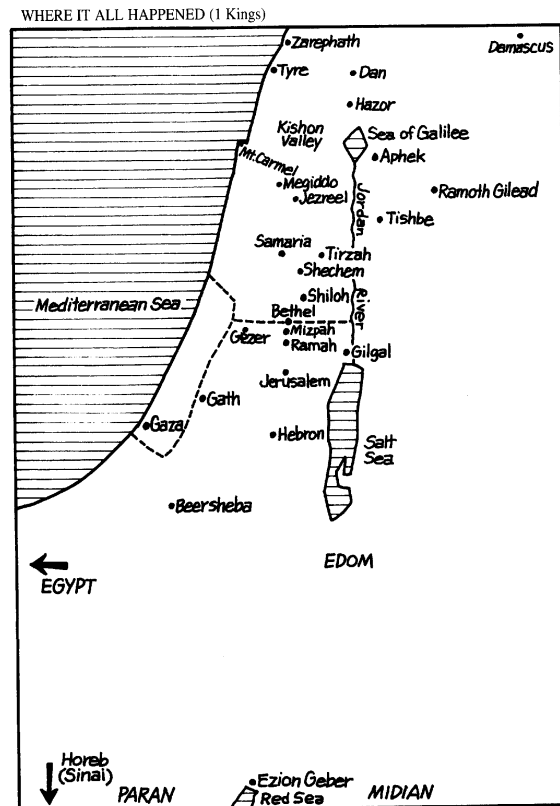 WHERE IT ALL HAPPENED (1 Kings)
Zarephath
Damascus
Tyre
Dan
Hazor
Kishon
Valley
Sea of Galilee
Aphek
Mt. Carmel
Megiddo
Jezreel
Jordan
River
Ramoth Gilead
Tishbe
Samaria
Tirzah
Shechem
Mediterranean Sea
Shiloh
Bethel
Gezer
Mizpah
Ramah
Gilgal
Jerusalem
Gath
Gaza
Hebron
Salt
Sea
Beersheba
EGYPT
EDOM
Horeb
(Sinai)
PARAN
Ezion Geber
Red Sea
MIDIAN